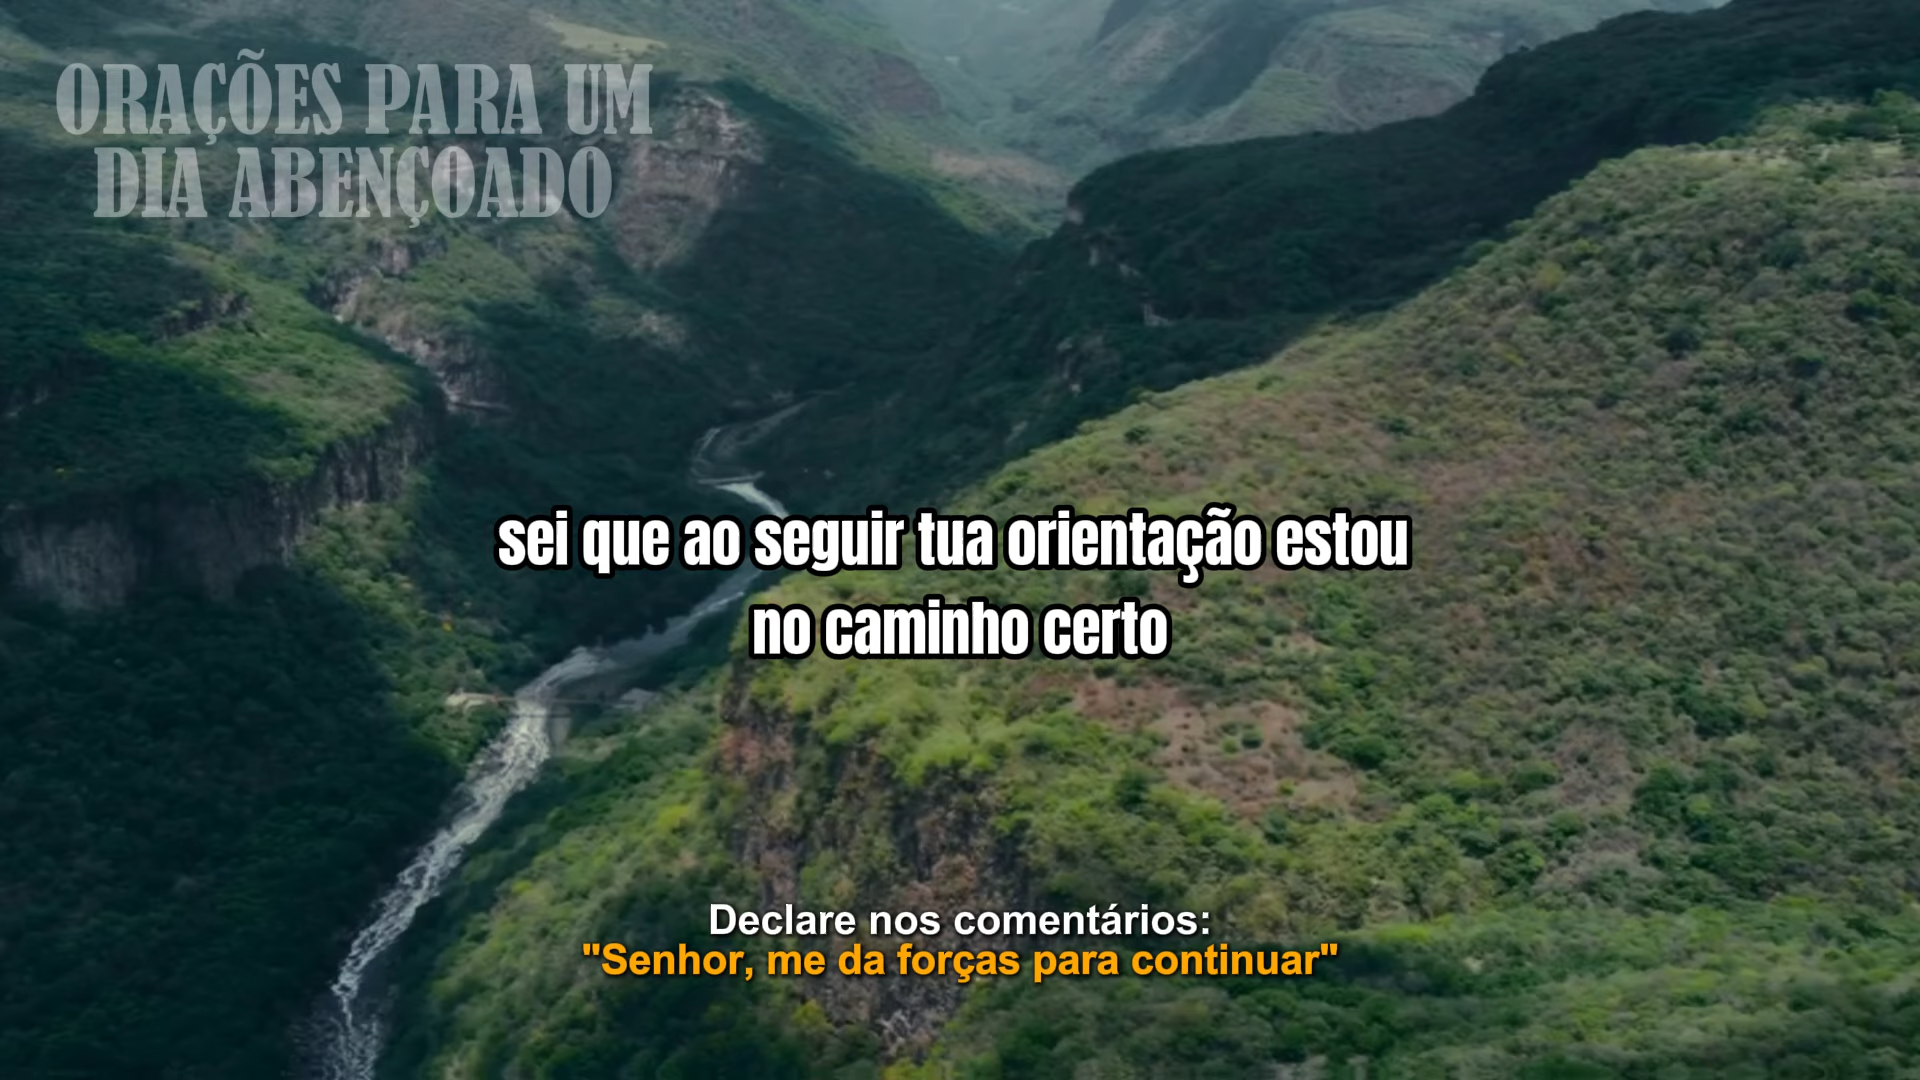 ORAÇÕES PARA UM
DIA ABENÇOADO
sei que ao seguir tua orientação estou
no caminho certo
Declare nos comentários:
"Senhor, me da forças para continuar"